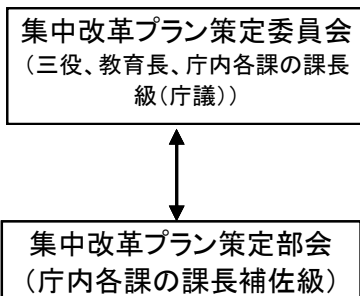 集中改革プラン策定委員会
（三役、教育長、庁内各課の課長
級（庁議））
集中改革プラン策定部会
（庁内各課の課長補佐級）